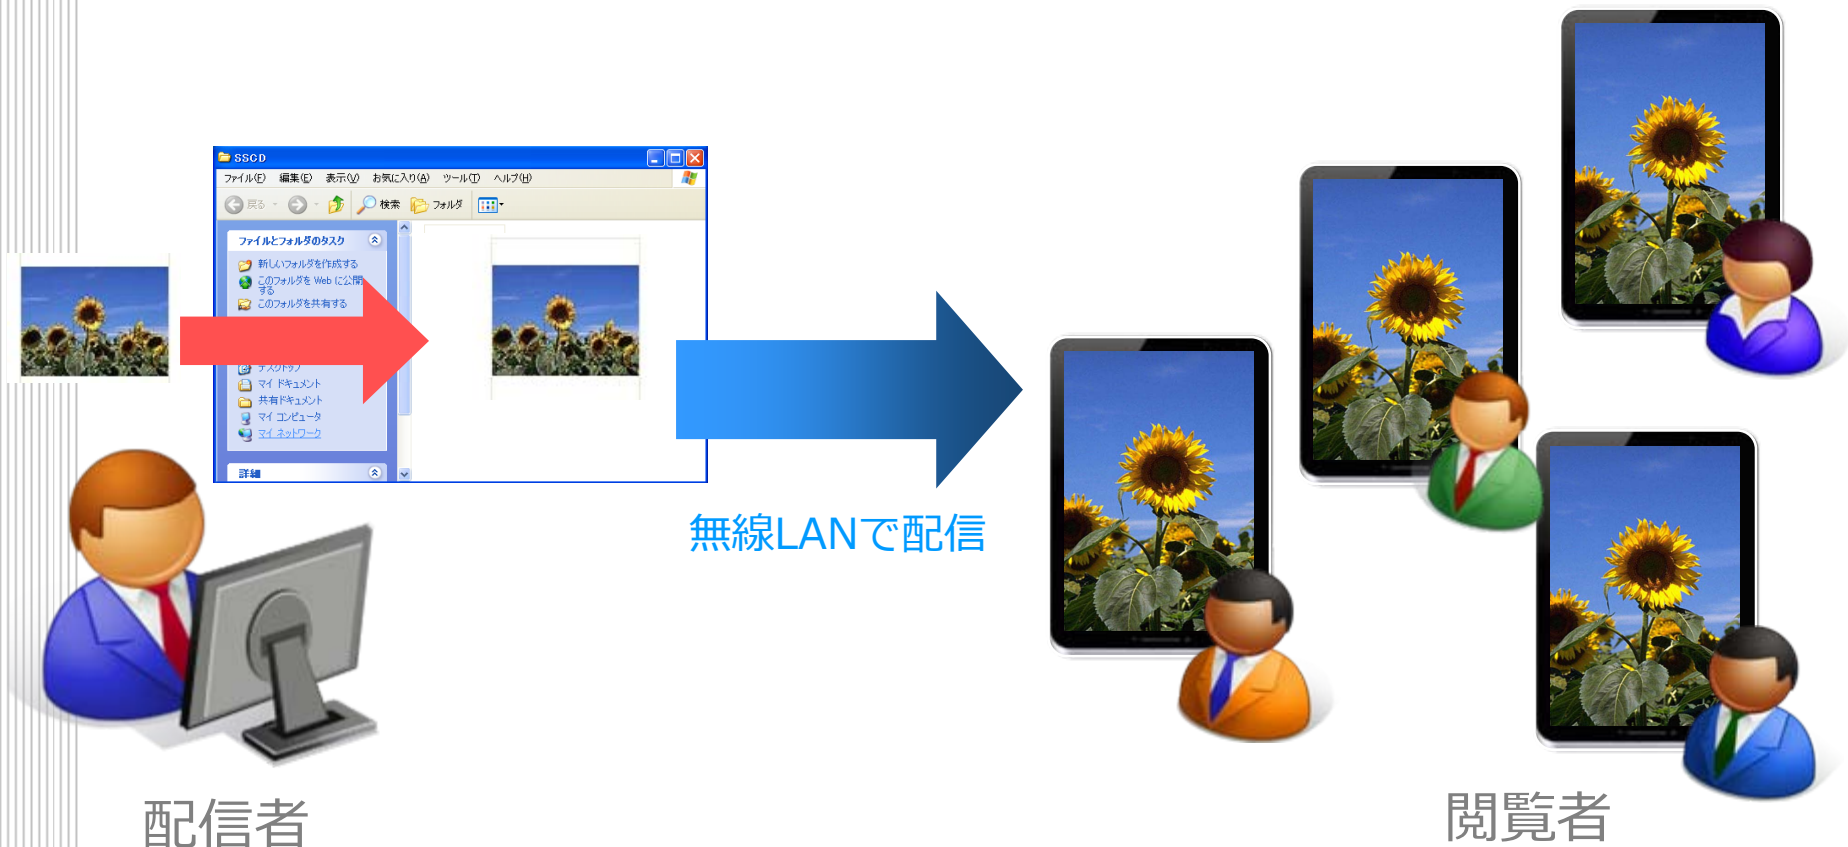 SSCD
ファイル(F) 編集(E) 表示(V) お気に入り(A) ツール(T) ヘルプ(H)
戻る 検索 フォルダ
ファイルとフォルダのタスク
新しいフォルダを作成する
このフォルダを Web に公開
する
このフォルダを共有する
デスクトップ
マイ ドキュメント
共有ドキュメント
マイ コンピュータ
マイ ネットワーク
詳細
無線LANで配信
配信者
閲覧者